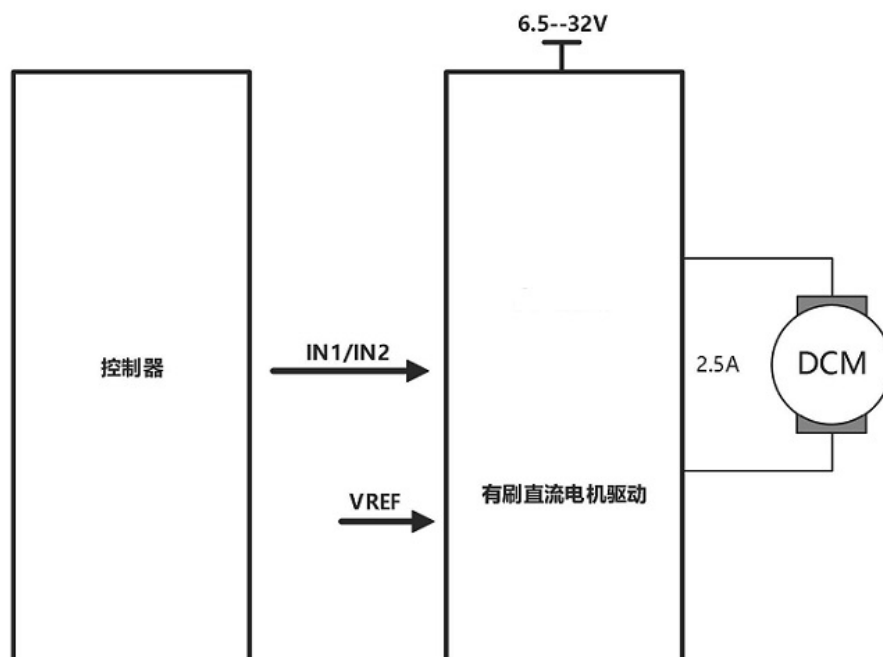 6.5--32V
控制器
IN1/IN2
2.5A
DCM
VREF
有刷直流电机驱动